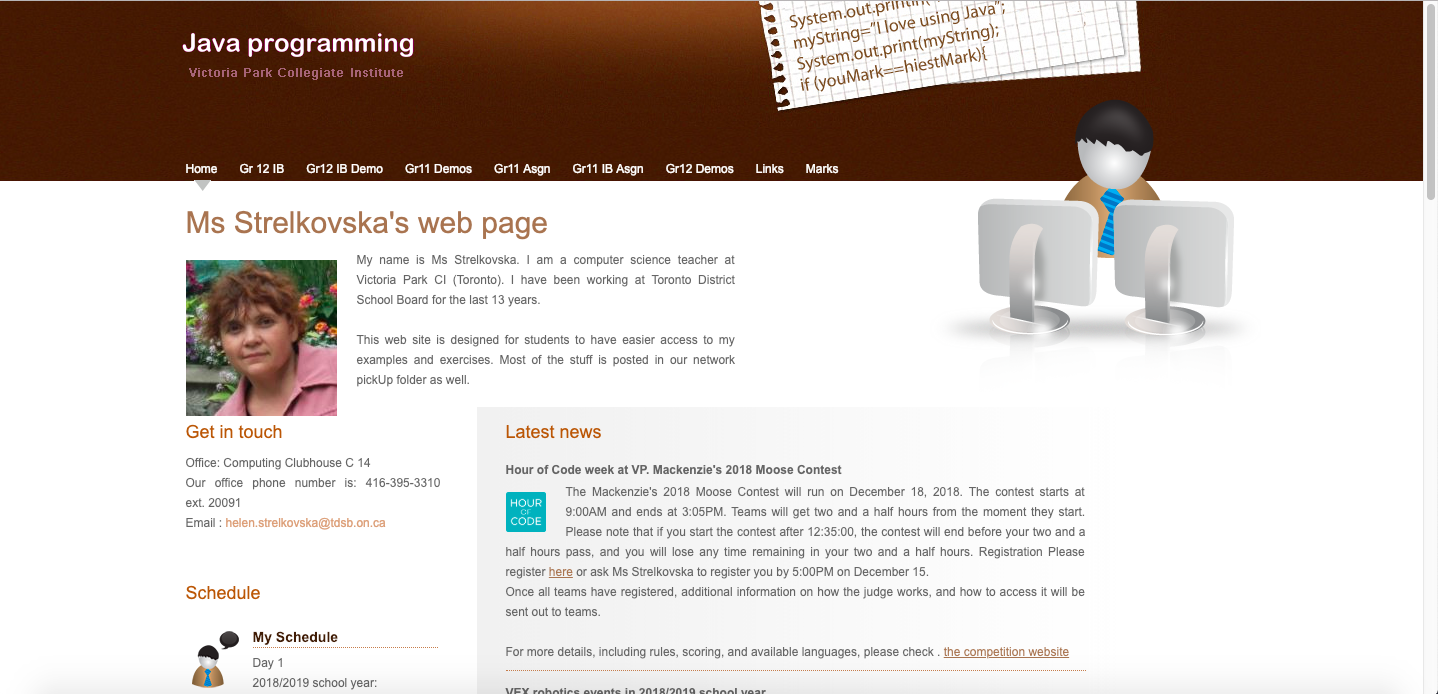 System.out.println(
myString="I love using Java";
System.out.print(myString);
if (youMark==hiestMark){
Java programming
Victoria Park Collegiate Institute
Home Gr 12 IB Gr12 IB Demo Gr11 Demos Gr11 Asgn Gr11 IB Asgn Gr12 Demos Links Marks
Ms Strelkovska's web page
My name is Ms Strelkovska. I am a computer science teacher at
Victoria Park CI (Toronto). I have been working at Toronto District
School Board for the last 13 years.
This web site is designed for students to have easier access to my
examples and exercises. Most of the stuff is posted in our network
pickUp folder as well.
Get in touch
Office: Computing Clubhouse C 14
Our office phone number is: 416-395-3310
ext. 20091
Email : helen.strelkovska@tdsb.on.ca
Schedule
My Schedule
Day 1
2018/2019 school year:
Latest news
Hour of Code week at VP. Mackenzie's 2018 Moose Contest
HOUR
OF
CODE
The Mackenzie's 2018 Moose Contest will run on December 18, 2018. The contest starts at
9:00AM and ends at 3:05PM. Teams will get two and a half hours from the moment they start.
Please note that if you start the contest after 12:35:00, the contest will end before your two and a
half hours pass, and you will lose any time remaining in your two and a half hours. Registration Please
register here or ask Ms Strelkovska to register you by 5:00PM on December 15.
Once all teams have registered, additional information on how the judge works, and how to access it will be
sent out to teams.
For more details, including rules, scoring, and available languages, please check . the competition website
VEX robotics events in 2018/2019 school year